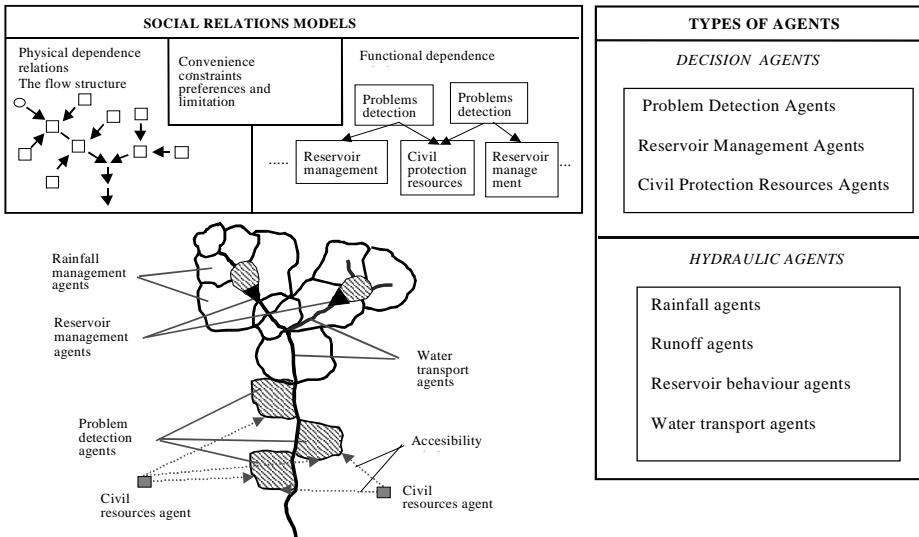 SOCIAL RELATIONS MODELS
Physical dependence
relations
The flow structure
Convenience
constraints
preferences and
limitation
Functional dependence
Problems
detection
Problems
detection
.....
Reservoir
management
Civil
protection
resources
Reservoir
manage
ment
...
Rainfall
management
agents
Reservoir
management
agents
Water
transport
agents
Problem
detection
agents
Accesibility
Civil
resources agent
Civil
resources agent
TYPES OF AGENTS
DECISION AGENTS
Problem Detection Agents
Reservoir Management Agents
Civil Protection Resources Agents
HYDRAULIC AGENTS
Rainfall agents
Runoff agents
Reservoir behaviour agents
Water transport agents